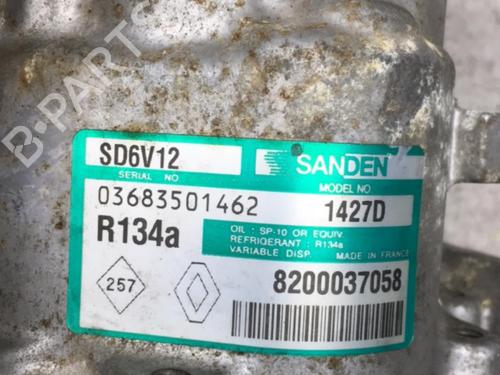 B-PARTS
SD6V12
SANDEN
SERIAL NO
MODEL NO
03683501462
1427D
R134a
OIL : SP-10 OR EQUIV.
REFRIGERANT : R134a
VARIABLE DISP. MADE IN FRANCE
257
8200037058